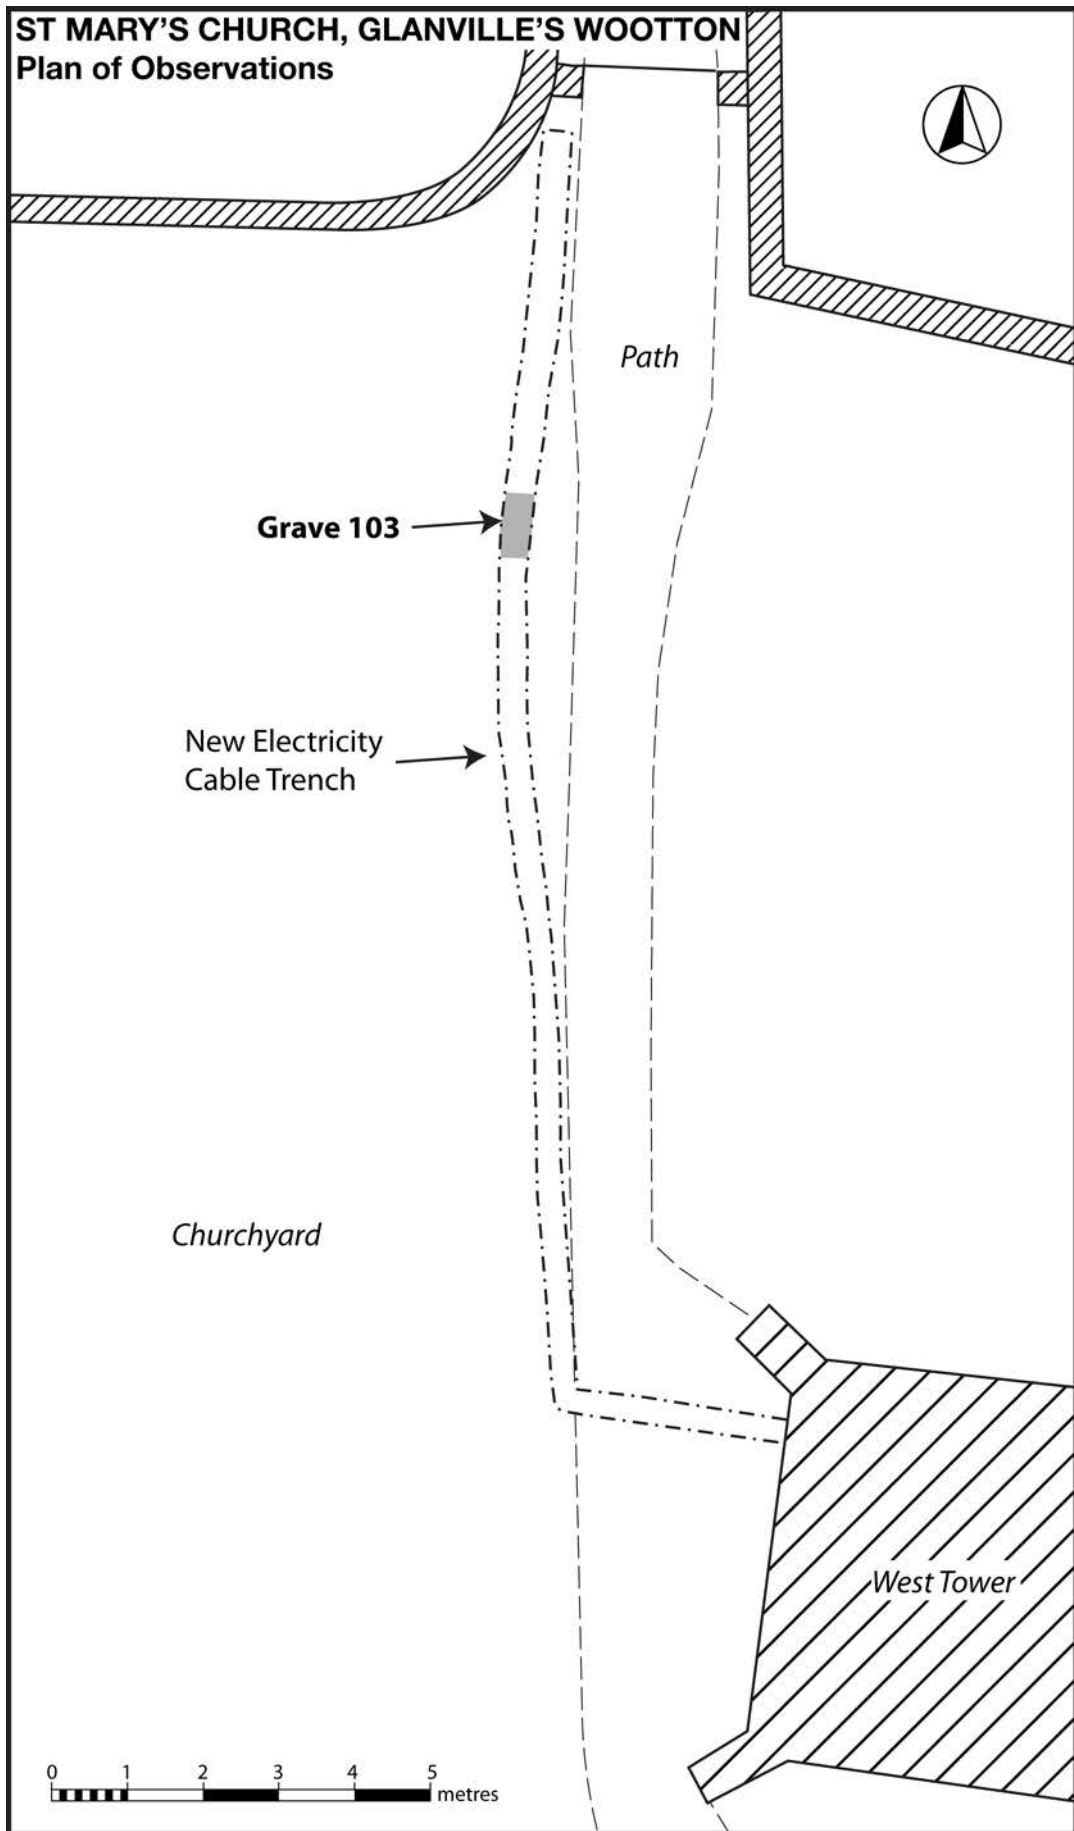 ST MARY'S CHURCH, GLANVILLE'S WOOTTON
Plan of Observations
Path
Grave 103
New Electricity
Cable Trench
Churchyard
West Tower
0 1 2 3 4 5
metres